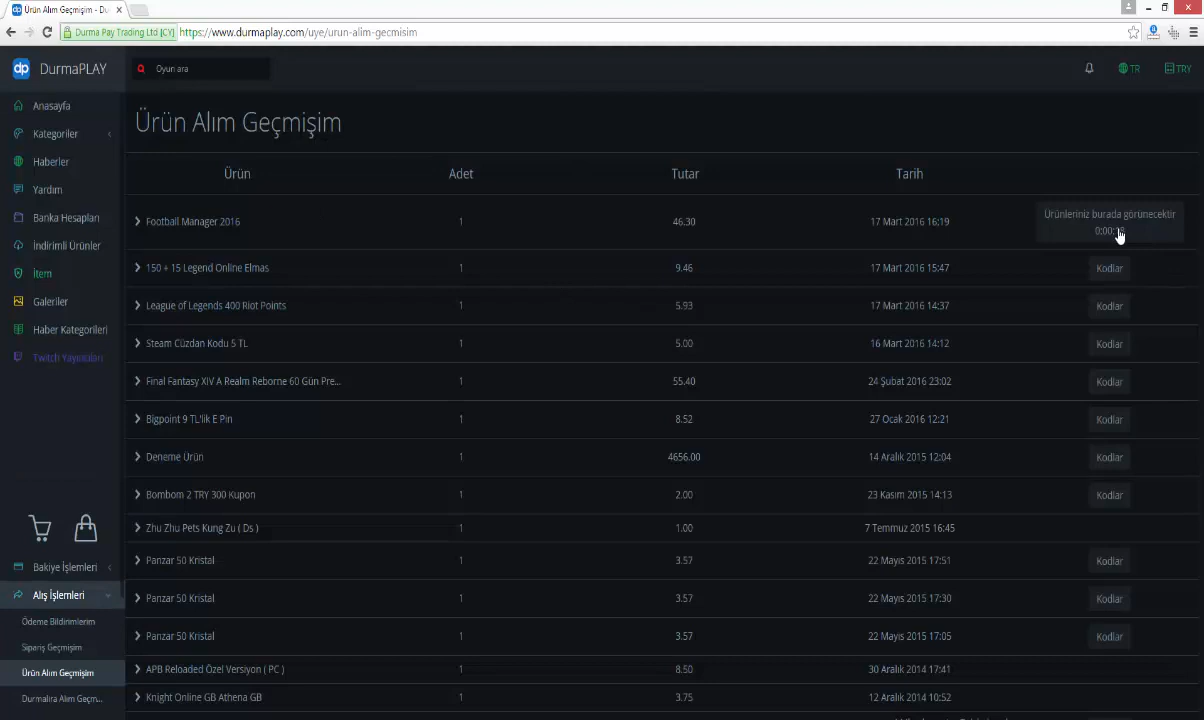 Ürün Alım Geçmişim - Du
Durma Pay Trading Ltd [CY] https://www.durmaplay.com/uye/urun-alim-gecmisim
dp DurmaPLAY
Oyun ara
TR
TRY
Anasayfa
Kategoriler
Haberler
Yardım
Banka Hesapları
İndirimli Ürünler
İtem
Galeriler
Haber Kategorileri
Twitch Yayıncıları
Bakiye İşlemleri
Alış İşlemleri
Ödeme Bildirimlerim
Sipariş Geçmişim
Ürün Alım Geçmişim
Durmalira Alım Geçm...
Ürün Alım Geçmişim
Ürün Adet Tutar Tarih
Football Manager 2016 1 46.30 17 Mart 2016 16:19 Ürünleriniz burada görünecektir
150 + 15 Legend Online Elmas 1 9.46 17 Mart 2016 15:47 Kodlar
League of Legends 400 Riot Points 1 5.93 17 Mart 2016 14:37 Kodlar
Steam Cüzdan Kodu 5 TL 1 5.00 16 Mart 2016 14:12 Kodlar
Final Fantasy XIV A Realm Reborne 60 Gün Pre... 1 55.40 24 Şubat 2016 23:02 Kodlar
Bigpoint 9 TL'lik E Pin 1 8.52 27 Ocak 2016 12:21 Kodlar
Deneme Ürün 1 4656.00 14 Aralık 2015 12:04 Kodlar
Bombom 2 TRY 300 Kupon 1 2.00 23 Kasım 2015 14:13 Kodlar
Zhu Zhu Pets Kung Zu ( Ds ) 1 1.00 7 Temmuz 2015 16:45
Panzar 50 Kristal 1 3.57 22 Mayıs 2015 17:51 Kodlar
Panzar 50 Kristal 1 3.57 22 Mayıs 2015 17:30 Kodlar
Panzar 50 Kristal 1 3.57 22 Mayıs 2015 17:05 Kodlar
APB Reloaded Özel Versiyon ( PC ) 1 8.50 30 Aralık 2014 17:41
Knight Online GB Athena GB 1 3.75 12 Aralık 2014 10:52